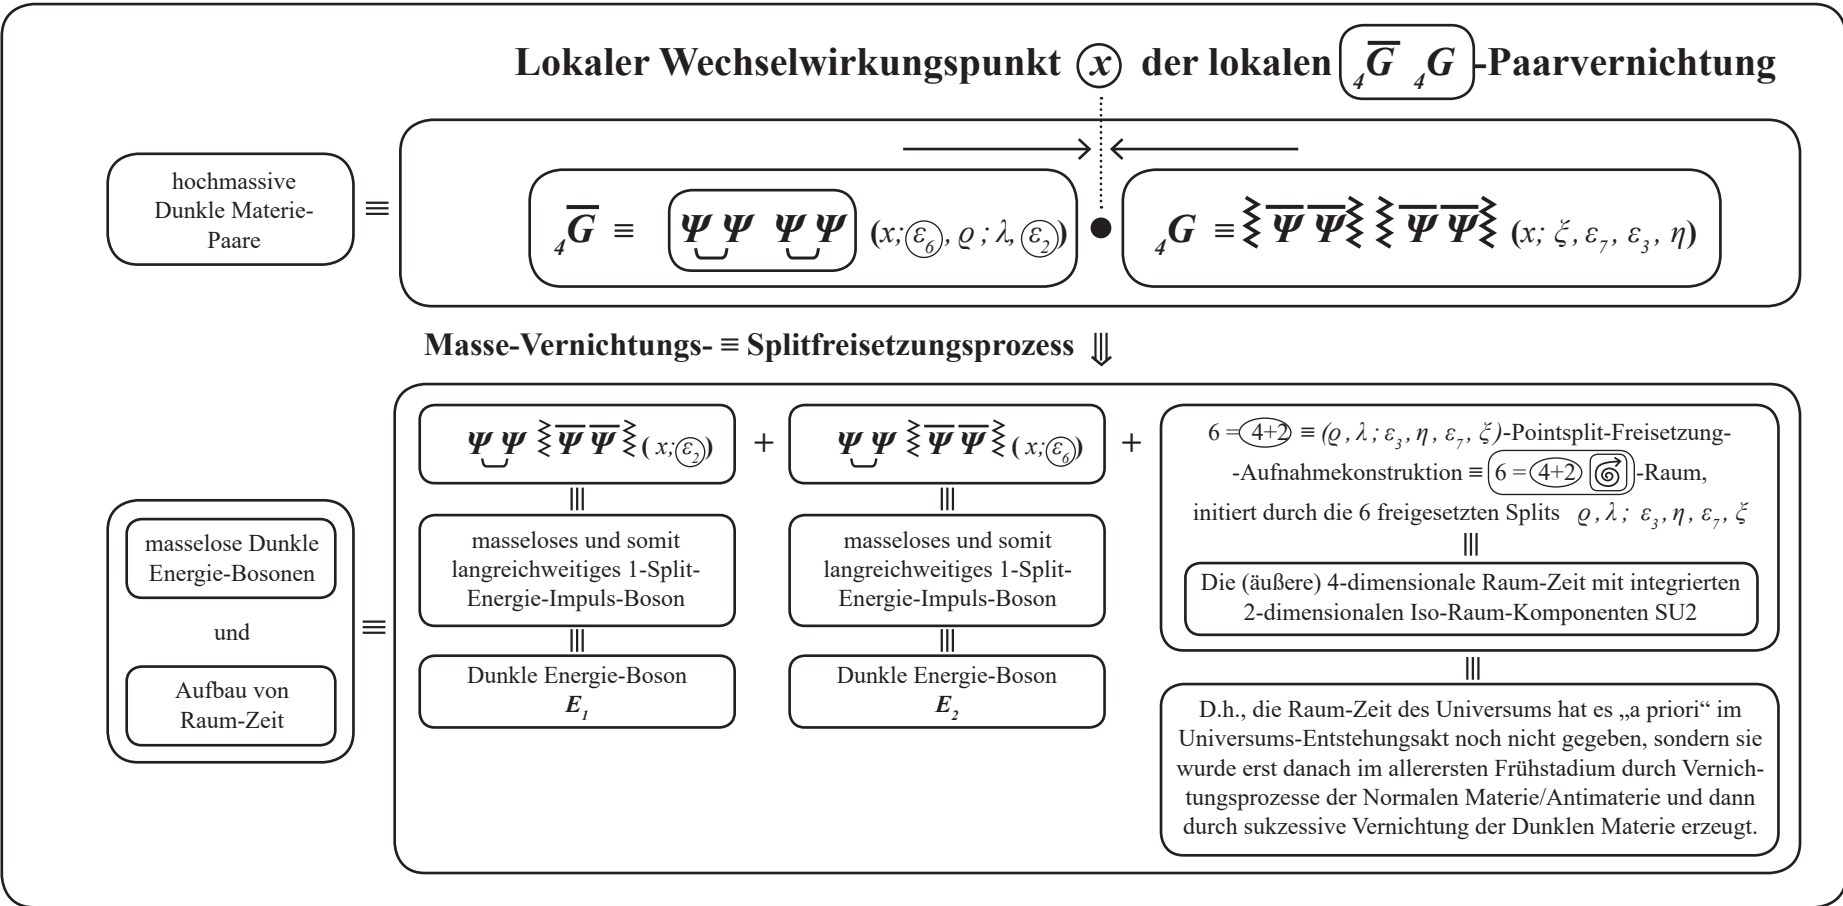 Lokaler Wechselwirkungspunkt x der lokalen ₄G̅ ₄G -Paarvernichtung
hochmassive
Dunkle Materie-
Paare
≡
₄G̅ ≡ ΨΨ ΨΨ (x; ε₆, ϱ ; λ, ε₂)
₄G ≡ Ψ̅ Ψ̅ Ψ̅ Ψ̅ (x; ξ, ε₇, ε₃, η)
Masse-Vernichtungs- ≡ Splitfreisetzungsprozess ⇓
masselose Dunkle
Energie-Bosonen
und
Aufbau von
Raum-Zeit
≡
ΨΨ Ψ̅ Ψ̅ ( x; ε₂)
≡
masseloses und somit
langreichweitiges 1-Split-
Energie-Impuls-Boson
≡
Dunkle Energie-Boson
E₁
+
ΨΨ Ψ̅ Ψ̅ ( x; ε₆)
≡
masseloses und somit
langreichweitiges 1-Split-
Energie-Impuls-Boson
≡
Dunkle Energie-Boson
E₂
+
6 = 4+2 ≡ (ϱ , λ ; ε₃, η , ε₇, ξ)-Pointsplit-Freisetzung-
-Aufnahmekonstruktion ≡ 6 = 4+2 -Raum,
initiiert durch die 6 freigesetzten Splits ϱ , λ ; ε₃, η , ε₇, ξ
≡
Die (äußere) 4-dimensionale Raum-Zeit mit integrierten
2-dimensionalen Iso-Raum-Komponenten SU2
≡
D.h., die Raum-Zeit des Universums hat es „a priori“ im
Universums-Entstehungsakt noch nicht gegeben, sondern sie
wurde erst danach im allerersten Frühstadium durch Vernich-
tungsprozesse der Normalen Materie/Antimaterie und dann
durch sukzessive Vernichtung der Dunklen Materie erzeugt.